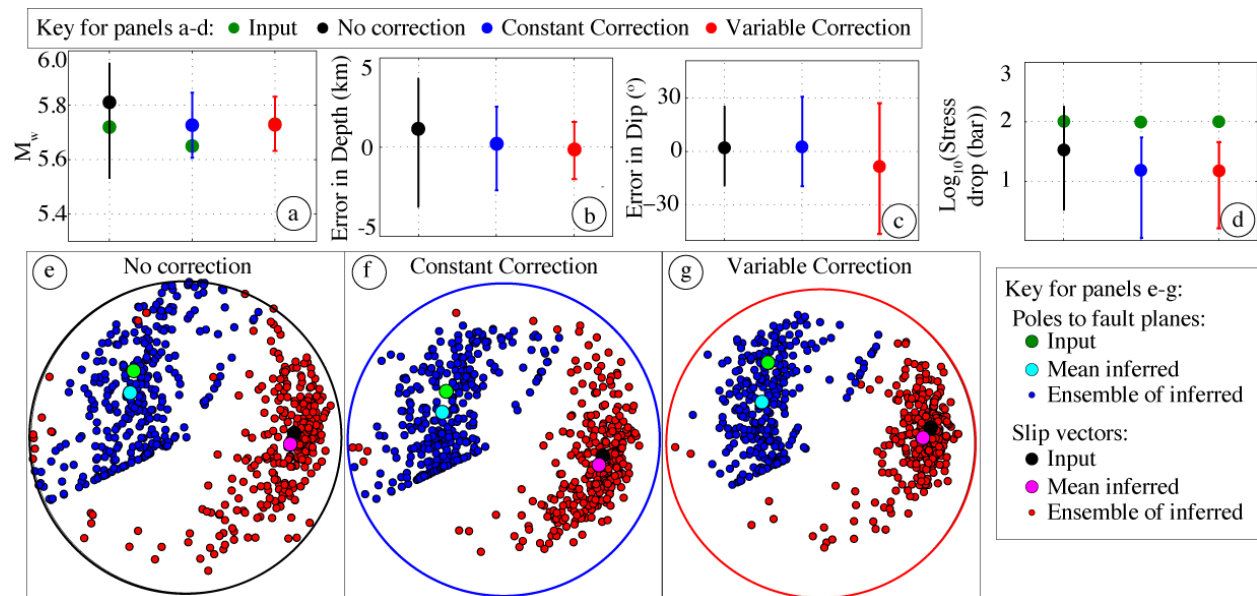 Key for panels a-d: Input No correction Constant Correction Variable Correction
6.0
5.8
5.6
5.4
M_w
a
5
0
-5
Error in Depth (km)
b
30
0
−30
Error in Dip (°)
c
3
2
1
Log₁₀(Stress
drop (bar)
d
e No correction
f Constant Correction
g Variable Correction
Key for panels e-g:
Poles to fault planes:
Input
Mean inferred
Ensemble of inferred
Slip vectors:
Input
Mean inferred
Ensemble of inferred